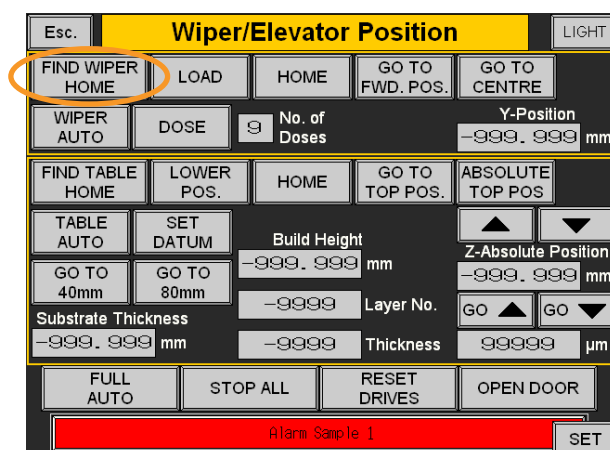 Esc. Wiper/Elevator Position LIGHT
FIND WIPER HOME LOAD HOME GO TO FWD. POS. GO TO CENTRE
WIPER AUTO DOSE 9 No. of Doses Y-Position -999.999 mm
FIND TABLE HOME LOWER POS. HOME GO TO TOP POS. ABSOLUTE TOP POS
TABLE AUTO SET DATUM Build Height -999.999 mm ▲ ▼
Z-Absolute Position -999.999 mm
GO TO 40mm GO TO 80mm -9999 Layer No. GO ▲ GO ▼
Substrate Thickness
-999.999 mm -9999 Thickness 99999 µm
FULL AUTO STOP ALL RESET DRIVES OPEN DOOR
Alarm Sample 1 SET